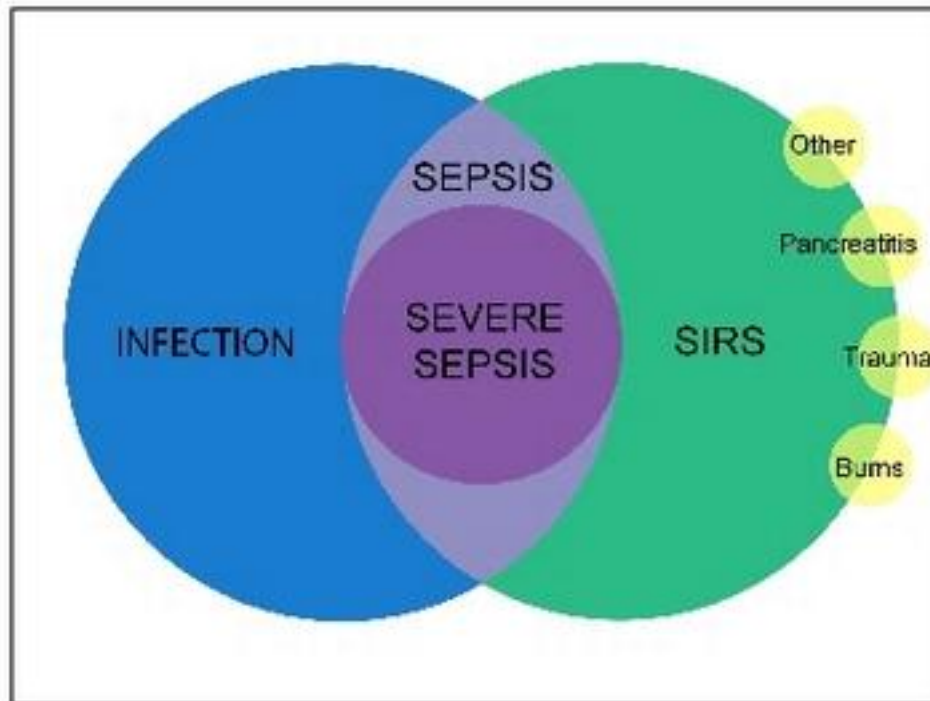 Other
SEPSIS
Pancreatitis
INFECTION
SEVERE
SEPSIS
SIRS
Trauma
Burns